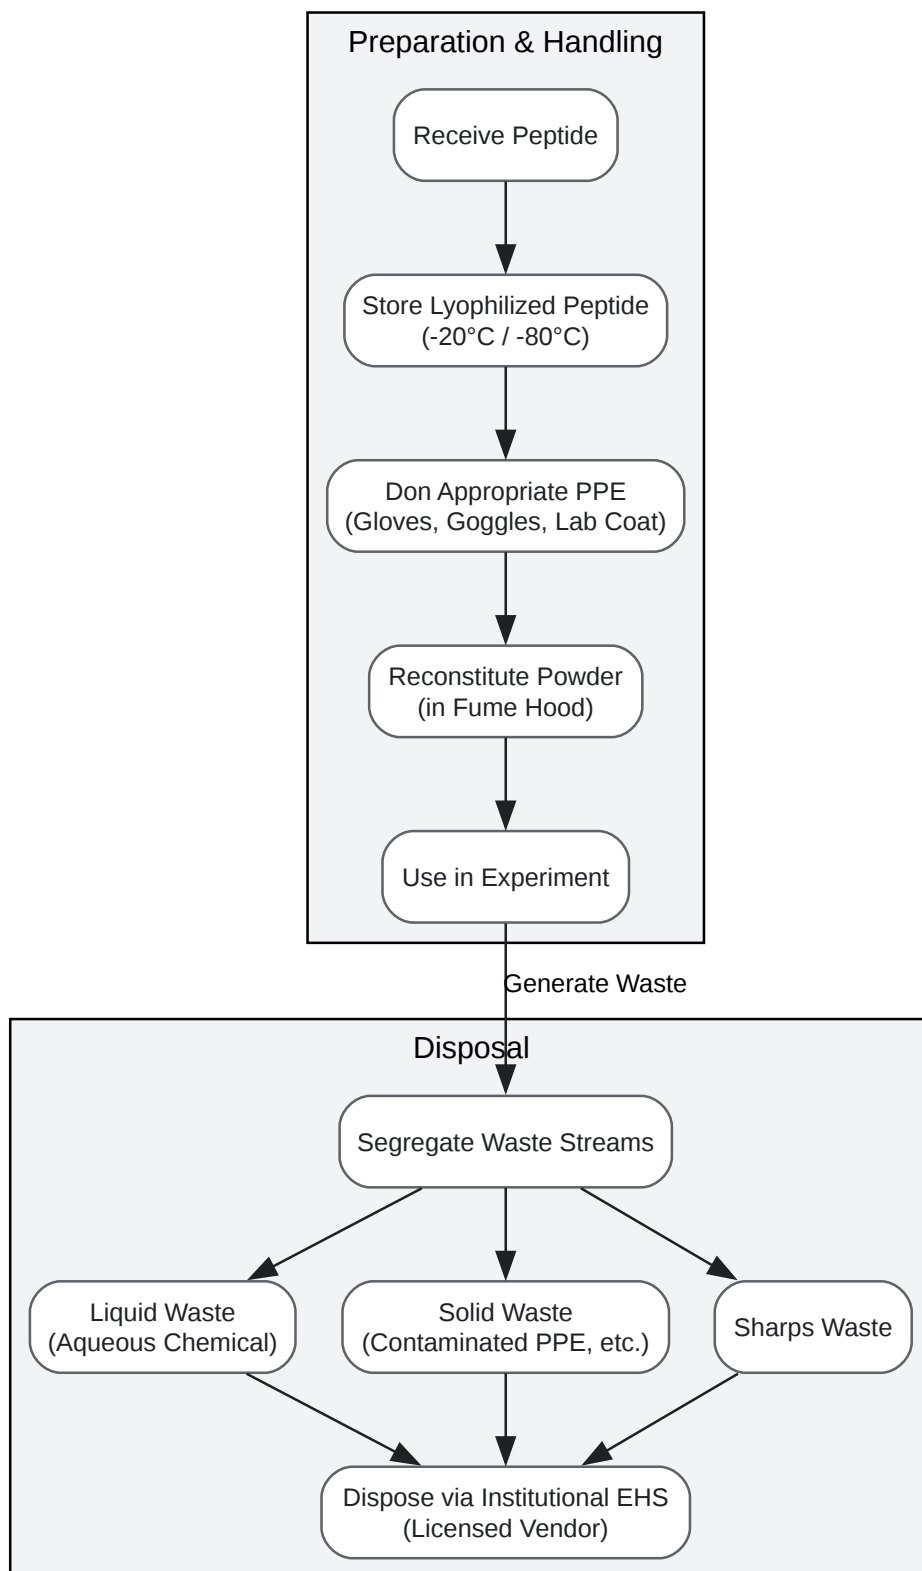 Preparation & Handling
Receive Peptide
Store Lyophilized Peptide
(-20°C / -80°C)
Don Appropriate PPE
(Gloves, Goggles, Lab Coat)
Reconstitute Powder
(in Fume Hood)
Use in Experiment
Generate Waste
Disposal
Segregate Waste Streams
Liquid Waste
(Aqueous Chemical)
Solid Waste
(Contaminated PPE, etc.)
Sharps Waste
Dispose via Institutional EHS
(Licensed Vendor)